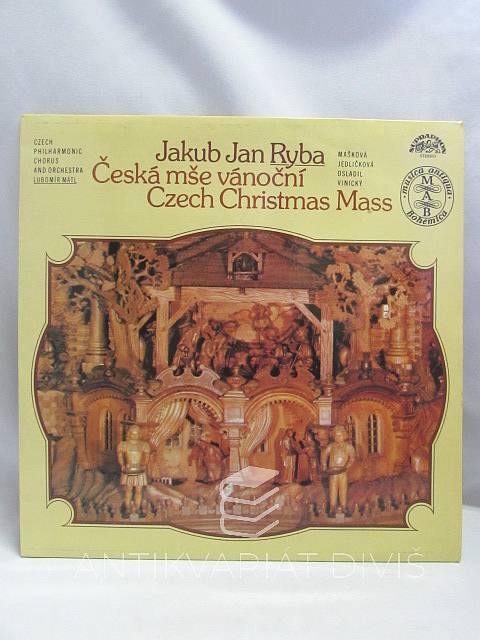 CZECH
PHILHARMONIC
CHORUS
AND ORCHESTRA
LUBOMÍR MÁTL
Jakub Jan Ryba
Česká mše vánoční
Czech Christmas Mass
MAŠKOVÁ
JEDLIČKOVÁ
OSLADIL
VINICKÝ
SUPRAPHON
STEREO
musica antiqua
M
A
B
bohemica
ANTIKVARIÁT DIVIŠ